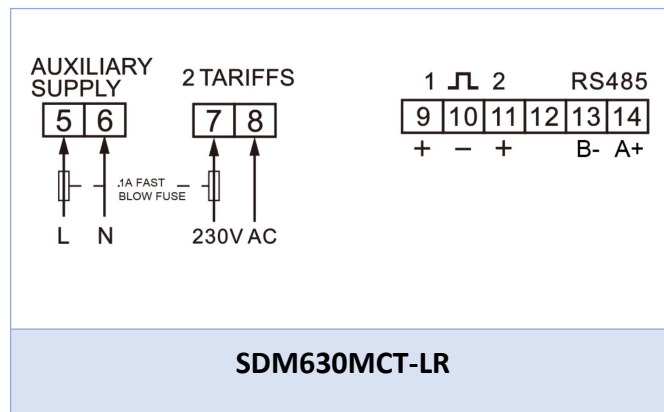 AUXILIARY
SUPPLY
2 TARIFFS
5 6
7 8
.1A FAST
BLOW FUSE
L N
230V AC
1 2 RS485
9 10 11 12 13 14
+ − + B- A+
SDM630MCT-LR